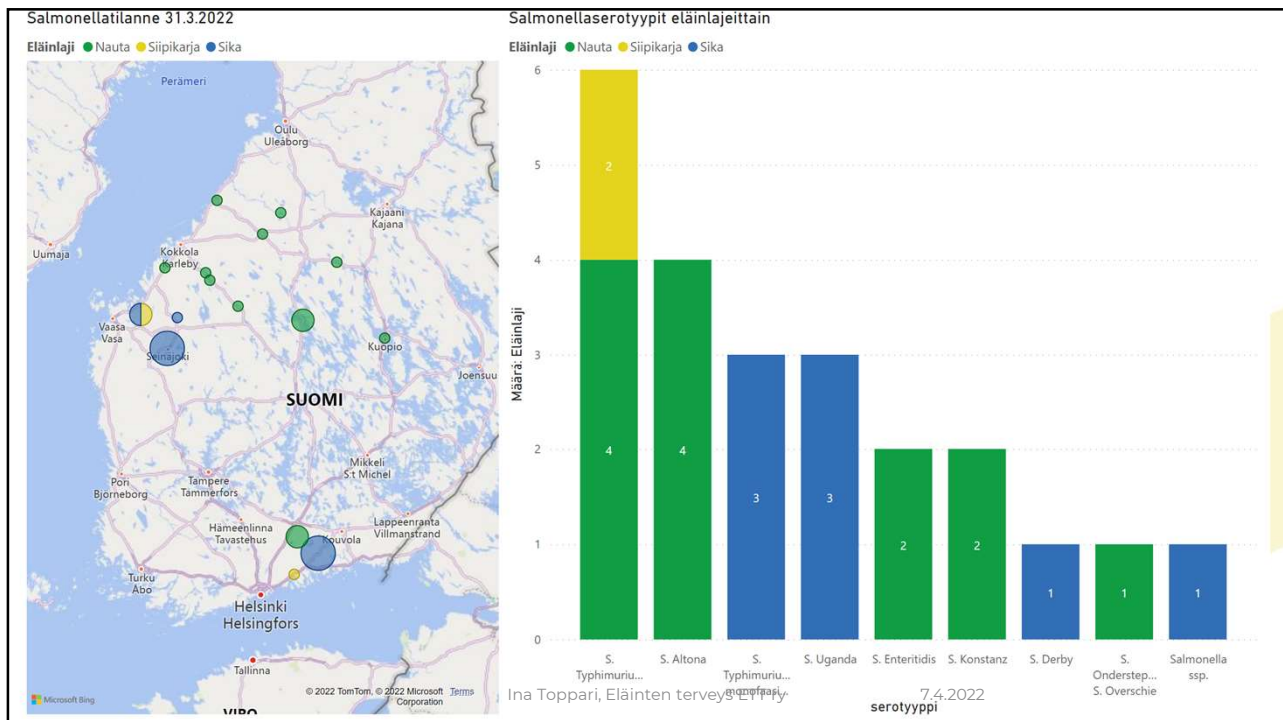 Salmonellatilanne 31.3.2022
Eläinlaji Nauta Siipikarja Sika
Perämeri
Oulu
Uleåborg
Kajaani
Kajana
Uumaja
Kokkola
Karleby
Vaasa
Vasa
Seinäjoki
Kuopio
Joensuu
SUOMI
Mikkeli
S:t Michel
Pori
Björneborg
Tampere
Tammerfors
Hämeenlinna
Tavastehus
Kouvola
Lappeenranta
Villmanstrand
Turku
Åbo
Helsinki
Helsingfors
Tallinna
Microsoft Bing
© 2022 TomTom, © 2022 Microsoft Corporation
Terms
VIRO
Salmonellaserotyypit eläinlajeittain
Eläinlaji Nauta Siipikarja Sika
Määrä: Eläinlaji
6
5
4
3
2
1
0
2
4
4
3
3
2
2
1
1
1
S.
Typhimuriu...
S. Altona
S.
Typhimuriu...
S. Uganda
S. Enteritidis
S. Konstanz
S. Derby
S.
Onderstep...
S. Overschie
Salmonella
ssp.
serotyyppi
Ina Toppari, Eläinten terveys ETT ry
7.4.2022